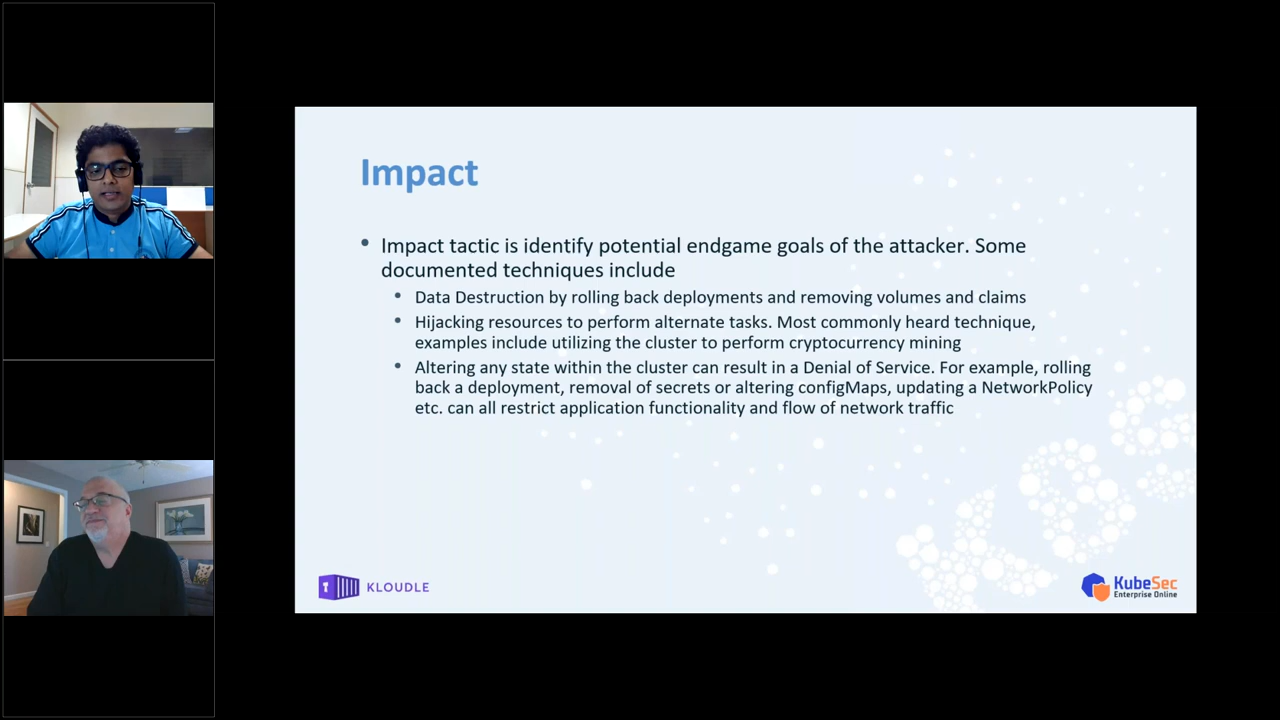 Impact
• Impact tactic is identify potential endgame goals of the attacker. Some
documented techniques include
• Data Destruction by rolling back deployments and removing volumes and claims
• Hijacking resources to perform alternate tasks. Most commonly heard technique,
examples include utilizing the cluster to perform cryptocurrency mining
• Altering any state within the cluster can result in a Denial of Service. For example, rolling
back a deployment, removal of secrets or altering configMaps, updating a NetworkPolicy
etc. can all restrict application functionality and flow of network traffic
KLOUDLE
KubeSec
Enterprise Online